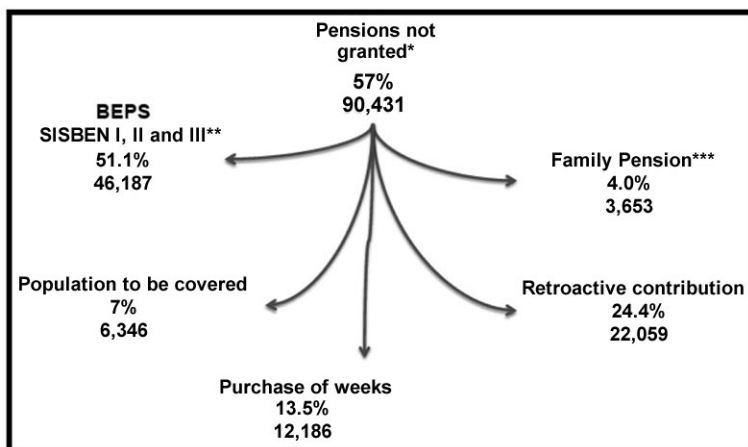 Pensions not
granted*
57%
90,431
BEPS
SISBEN I, II and III**
51.1%
46,187
Family Pension***
4.0%
3,653
Population to be covered
7%
6,346
Retroactive contribution
24.4%
22,059
Purchase of weeks
13.5%
12,186